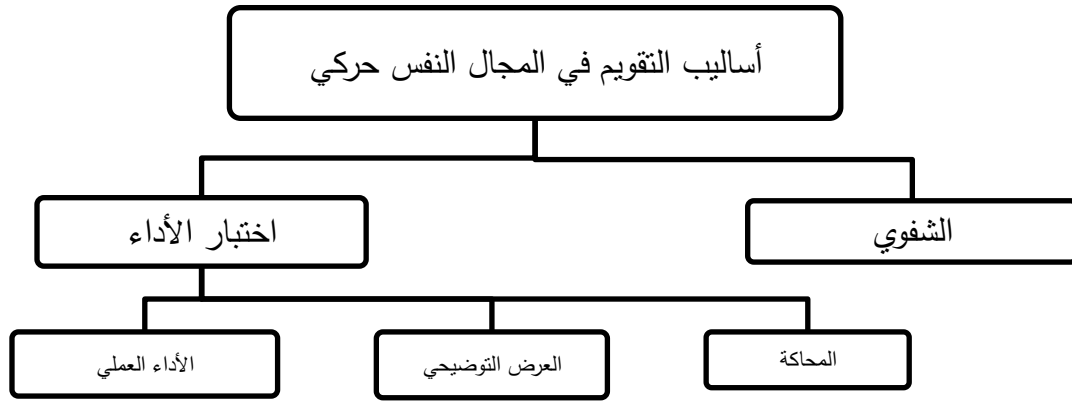 أساليب التقويم في المجال النفس حركي
الشفوي
اختبار الأداء
المحاكة
العرض التوضيحي
الأداء العملي